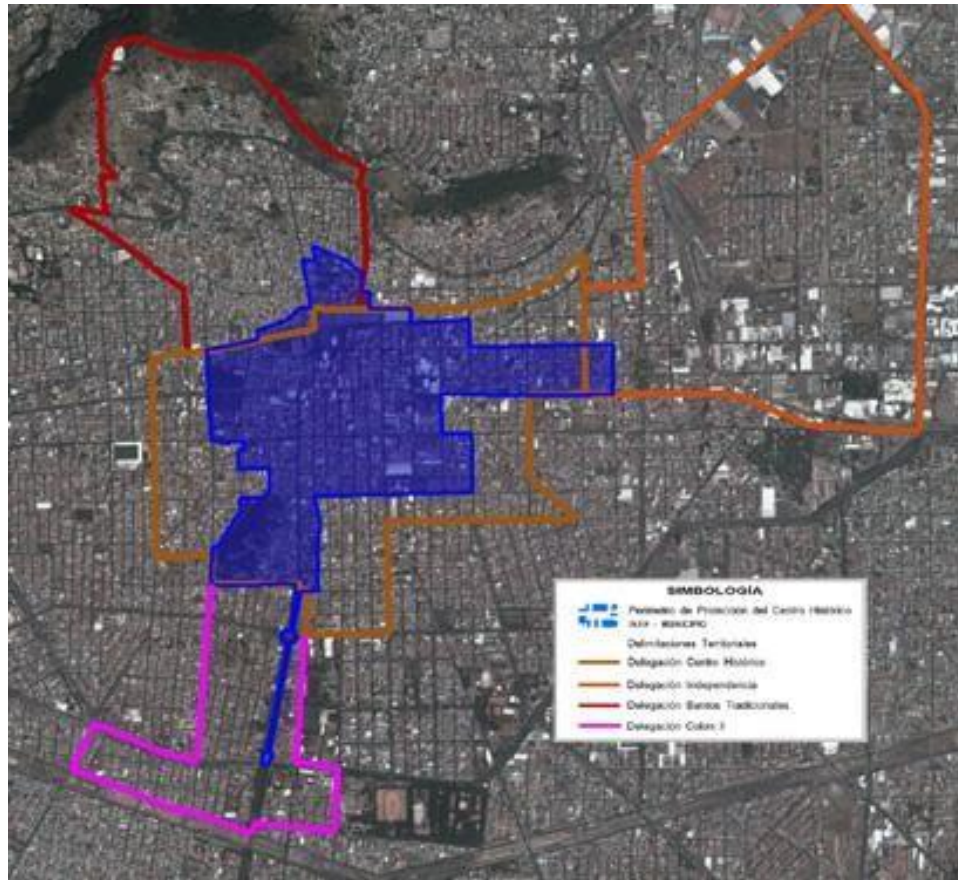 SIMBOLOGÍA
Perímetro de Protección del Centro Histórico
- MUNICIPIO
Delimitaciones Territoriales
Delegación Centro Histórico
Delegación Independencia
Delegación Barrios Tradicionales
Delegación Colón